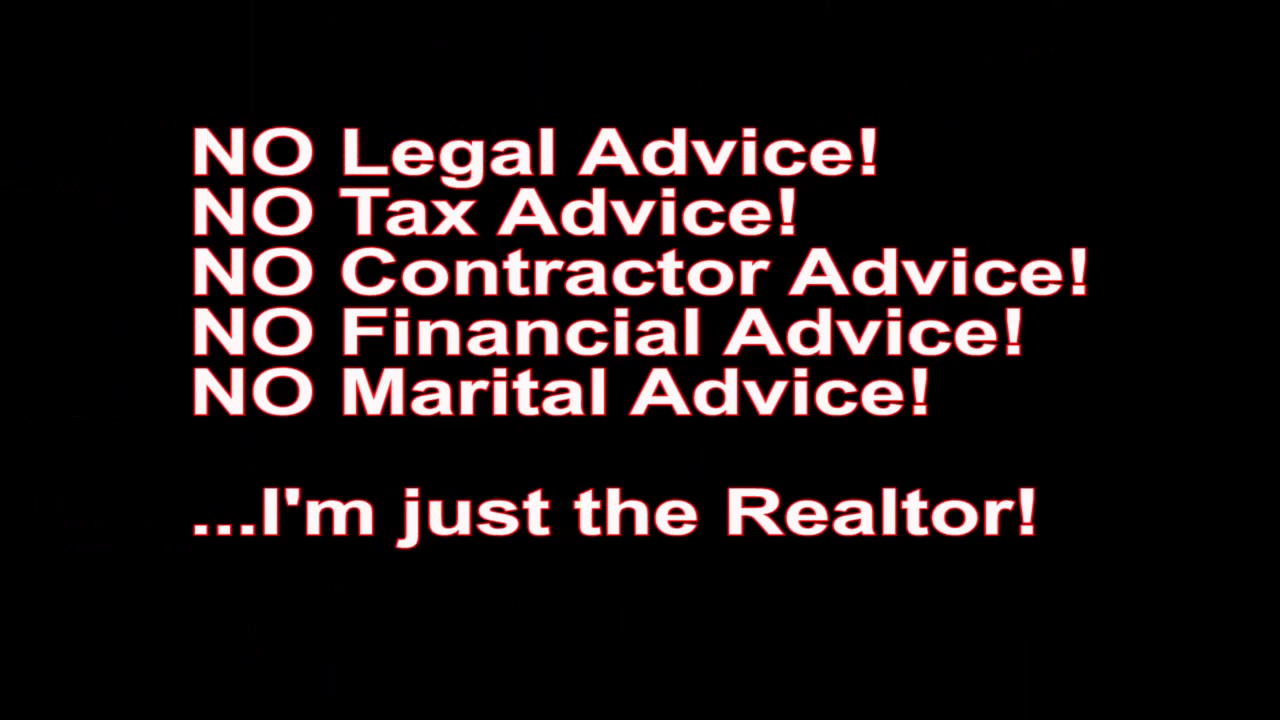 NO Legal Advice!
NO Tax Advice!
NO Contractor Advice!
NO Financial Advice!
NO Marital Advice!
...I'm just the Realtor!